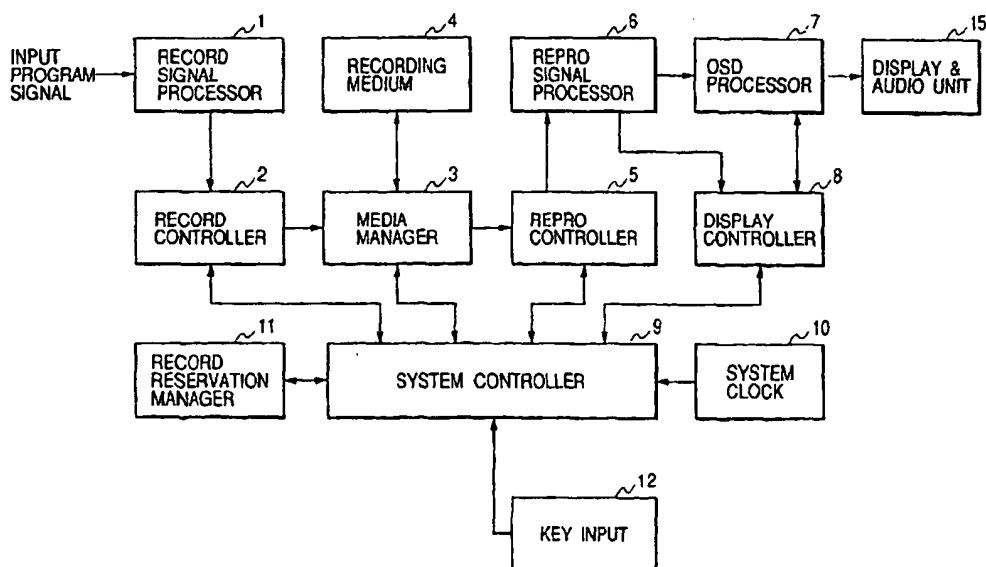 1
4
6
7
15
INPUT
PROGRAM
SIGNAL
RECORD
SIGNAL
PROCESSOR
RECORDING
MEDIUM
REPRO
SIGNAL
PROCESSOR
OSD
PROCESSOR
DISPLAY &
AUDIO UNIT
2
3
5
8
RECORD
CONTROLLER
MEDIA
MANAGER
REPRO
CONTROLLER
DISPLAY
CONTROLLER
11
9
10
RECORD
RESERVATION
MANAGER
SYSTEM CONTROLLER
SYSTEM
CLOCK
12
KEY INPUT